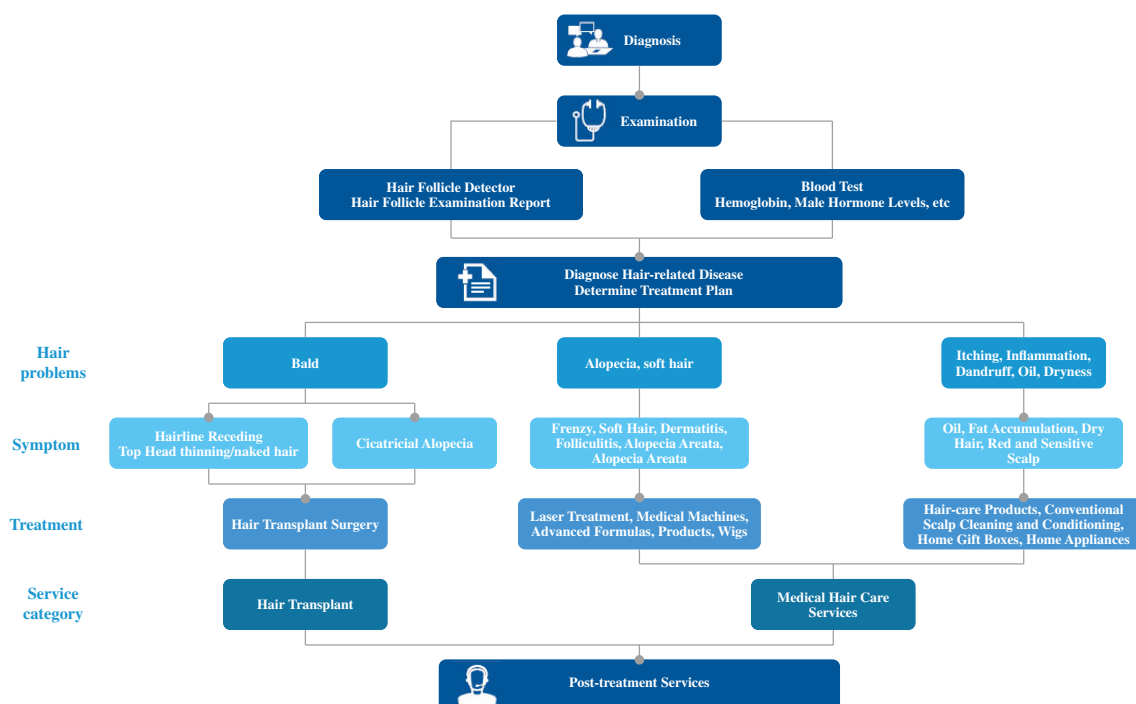 Diagnosis
Examination
Hair Follicle Detector
Hair Follicle Examination Report
Blood Test
Hemoglobin, Male Hormone Levels, etc
Diagnose Hair-related Disease
Determine Treatment Plan
Hair
problems
Bald
Alopecia, soft hair
Itching, Inflammation,
Dandruff, Oil, Dryness
Symptom
Hairline Receding
Top Head thinning/naked hair
Cicatricial Alopecia
Frenzy, Soft Hair, Dermatitis,
Folliculitis, Alopecia Areata,
Alopecia Areata
Oil, Fat Accumulation, Dry
Hair, Red and Sensitive
Scalp
Treatment
Hair Transplant Surgery
Laser Treatment, Medical Machines,
Advanced Formulas, Products, Wigs
Hair-care Products, Conventional
Scalp Cleaning and Conditioning,
Home Gift Boxes, Home Appliances
Service
category
Hair Transplant
Medical Hair Care
Services
Post-treatment Services